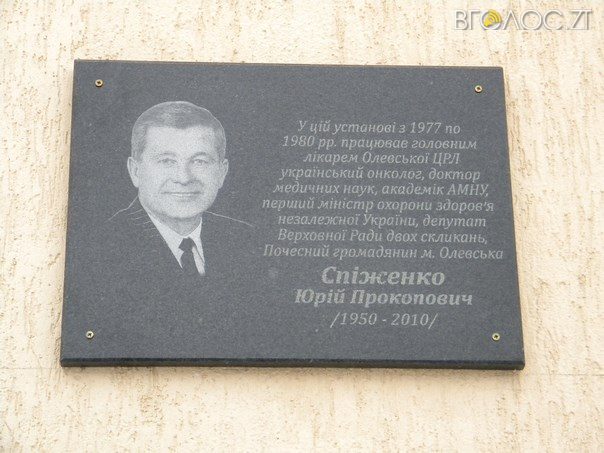 ВГОЛОС.ZT
У цій установі з 1977 по
1980 рр. працював головним
лікарем Олевської ЦРЛ
український онколог, доктор
медичних наук, академік АМНУ,
перший міністр охорони здоров'я
незалежної України, депутат
Верховної Ради двох скликань,
Почесний громадянин м. Олевська
Спіженко
Юрій Прокопович
/1950 - 2010/